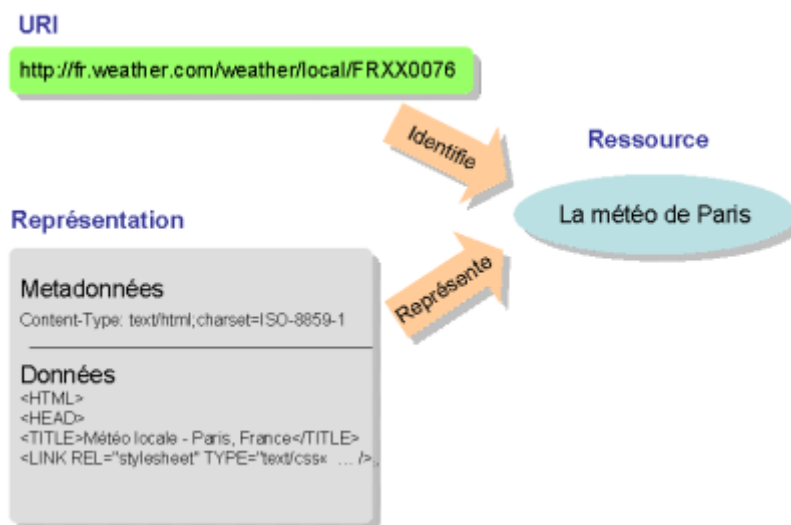 URI
http://fr.weather.com/weather/local/FRXX0076
Identifie
Ressource
La météo de Paris
Représentation
Représente
Metadonnées
Content-Type: text/html;charset=ISO-8859-1
Données
<HTML>
<HEAD>
<TITLE>Météo locale - Paris, France</TITLE>
<LINK REL="stylesheet" TYPE="text/css« ... />..